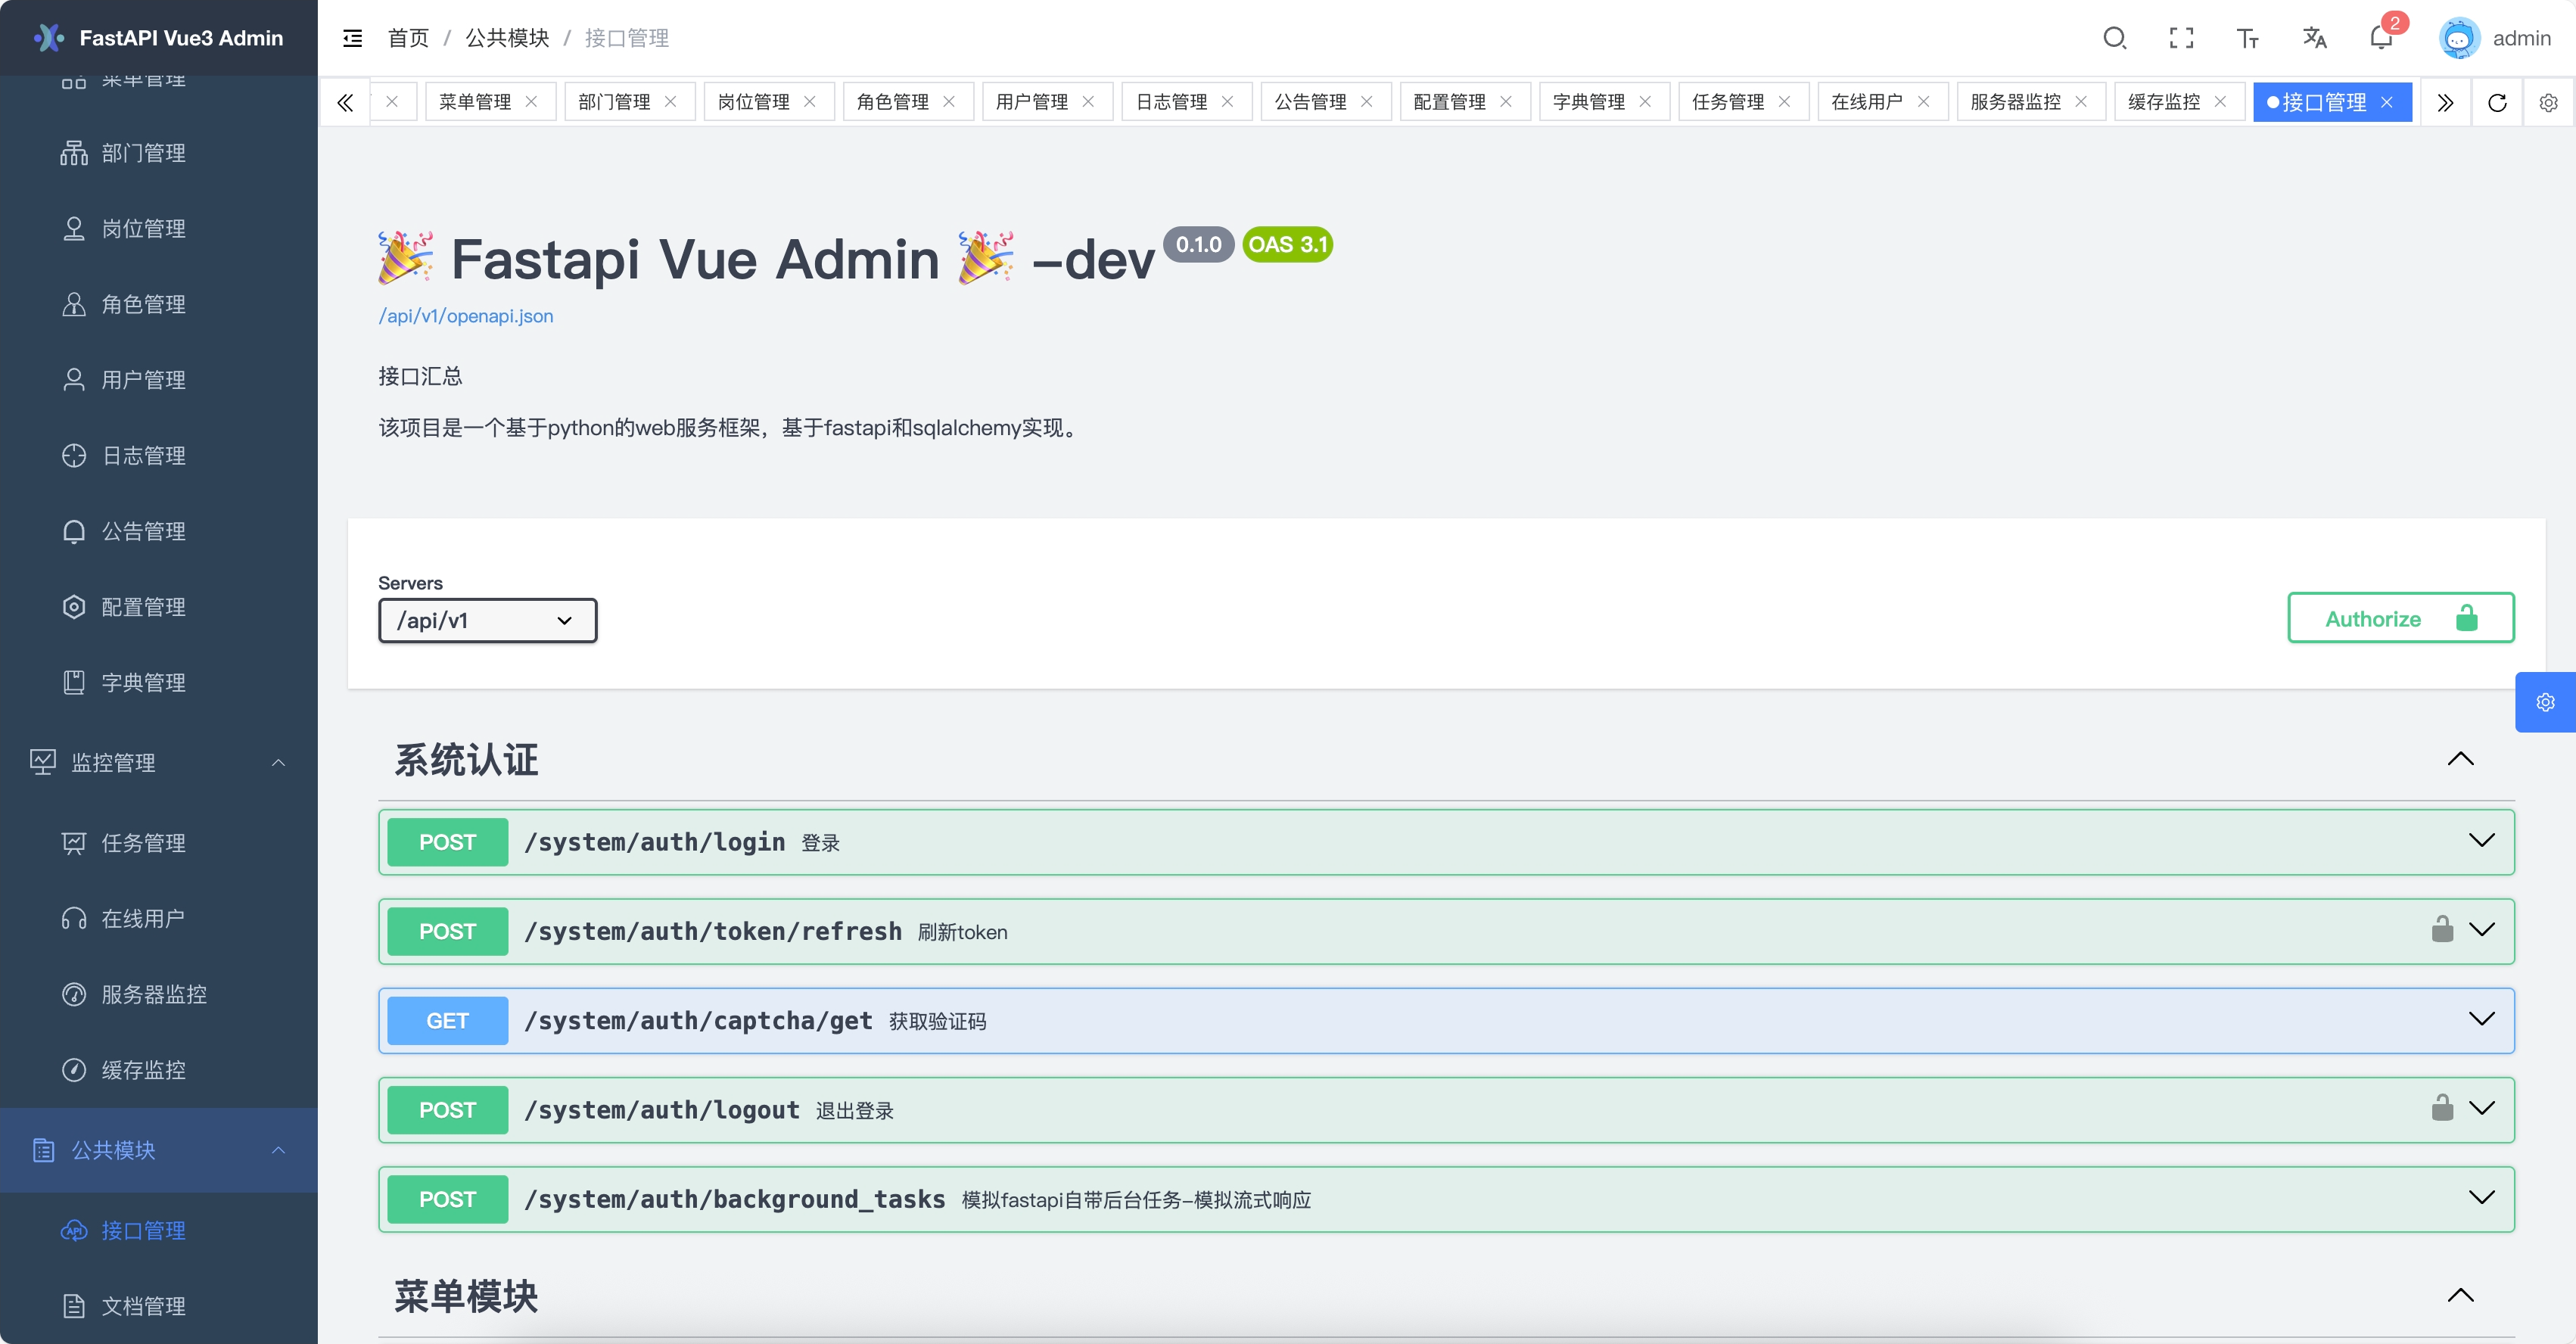 FastAPI Vue3 Admin
首页 / 公共模块 / 接口管理
2
admin
菜单管理
部门管理
岗位管理
角色管理
用户管理
日志管理
公告管理
配置管理
字典管理
任务管理
在线用户
服务器监控
缓存监控
接口管理
菜单管理
部门管理
岗位管理
角色管理
用户管理
日志管理
公告管理
配置管理
字典管理
监控管理
任务管理
在线用户
服务器监控
缓存监控
公共模块
API
接口管理
文档管理
🎉 Fastapi Vue Admin 🎉 -dev 0.1.0 OAS 3.1
/api/v1/openapi.json
接口汇总
该项目是一个基于python的web服务框架，基于fastapi和sqlalchemy实现。
Servers
/api/v1
Authorize
系统认证
POST /system/auth/login 登录
POST /system/auth/token/refresh 刷新token
GET /system/auth/captcha/get 获取验证码
POST /system/auth/logout 退出登录
POST /system/auth/background_tasks 模拟fastapi自带后台任务-模拟流式响应
菜单模块